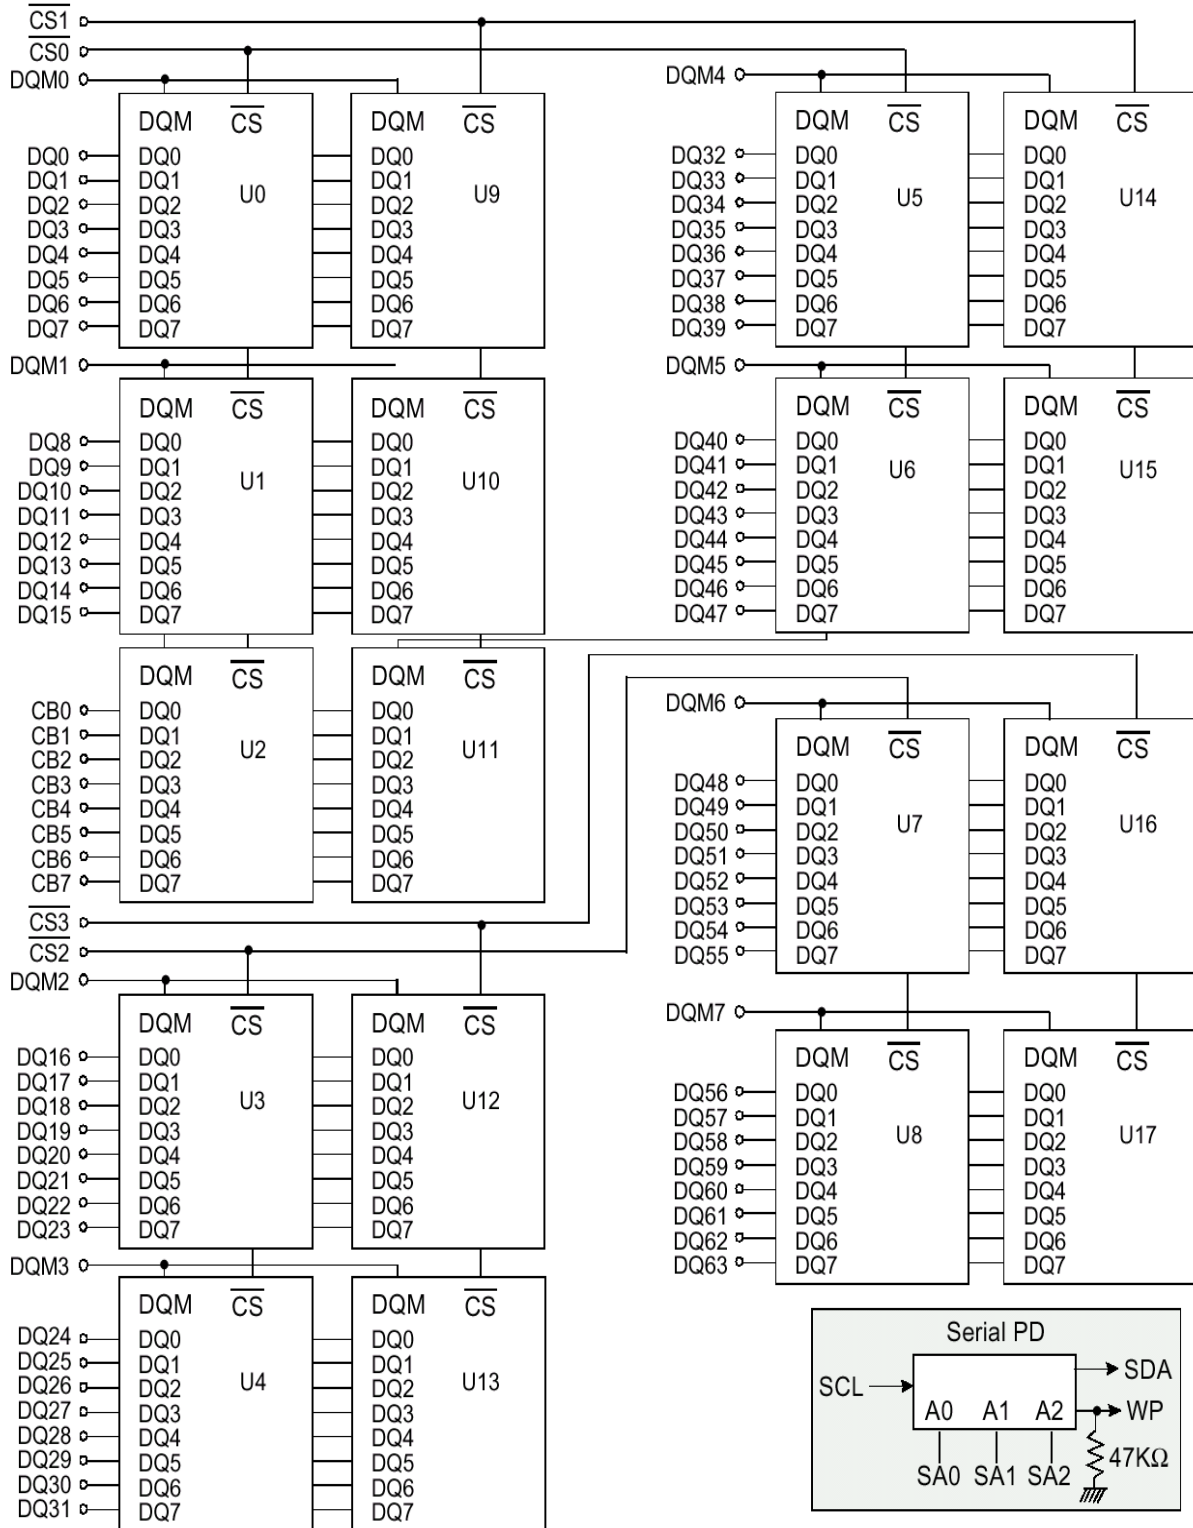 CS1
CS0
DQM0
DQM CS
DQM CS
DQ0 DQ0 DQ0
DQ1 DQ1 DQ1
U0 U9
DQ2 DQ2 DQ2
DQ3 DQ3 DQ3
DQ4 DQ4 DQ4
DQ5 DQ5 DQ5
DQ6 DQ6 DQ6
DQ7 DQ7 DQ7
DQM1
DQM CS
DQM CS
DQ8 DQ0 DQ0
DQ9 DQ1 DQ1
U1 U10
DQ10 DQ2 DQ2
DQ11 DQ3 DQ3
DQ12 DQ4 DQ4
DQ13 DQ5 DQ5
DQ14 DQ6 DQ6
DQ15 DQ7 DQ7
DQM CS
DQM CS
CB0 DQ0 DQ0
CB1 DQ1 DQ1
U2 U11
CB2 DQ2 DQ2
CB3 DQ3 DQ3
CB4 DQ4 DQ4
CB5 DQ5 DQ5
CB6 DQ6 DQ6
CB7 DQ7 DQ7
CS3
CS2
DQM2
DQM CS
DQM CS
DQ16 DQ0 DQ0
DQ17 DQ1 DQ1
U3 U12
DQ18 DQ2 DQ2
DQ19 DQ3 DQ3
DQ20 DQ4 DQ4
DQ21 DQ5 DQ5
DQ22 DQ6 DQ6
DQ23 DQ7 DQ7
DQM3
DQM CS
DQM CS
DQ24 DQ0 DQ0
DQ25 DQ1 DQ1
U4 U13
DQ26 DQ2 DQ2
DQ27 DQ3 DQ3
DQ28 DQ4 DQ4
DQ29 DQ5 DQ5
DQ30 DQ6 DQ6
DQ31 DQ7 DQ7
DQM4
DQM CS
DQM CS
DQ32 DQ0 DQ0
DQ33 DQ1 DQ1
U5 U14
DQ34 DQ2 DQ2
DQ35 DQ3 DQ3
DQ36 DQ4 DQ4
DQ37 DQ5 DQ5
DQ38 DQ6 DQ6
DQ39 DQ7 DQ7
DQM5
DQM CS
DQM CS
DQ40 DQ0 DQ0
DQ41 DQ1 DQ1
U6 U15
DQ42 DQ2 DQ2
DQ43 DQ3 DQ3
DQ44 DQ4 DQ4
DQ45 DQ5 DQ5
DQ46 DQ6 DQ6
DQ47 DQ7 DQ7
DQM6
DQM CS
DQM CS
DQ48 DQ0 DQ0
DQ49 DQ1 DQ1
U7 U16
DQ50 DQ2 DQ2
DQ51 DQ3 DQ3
DQ52 DQ4 DQ4
DQ53 DQ5 DQ5
DQ54 DQ6 DQ6
DQ55 DQ7 DQ7
DQM7
DQM CS
DQM CS
DQ56 DQ0 DQ0
DQ57 DQ1 DQ1
U8 U17
DQ58 DQ2 DQ2
DQ59 DQ3 DQ3
DQ60 DQ4 DQ4
DQ61 DQ5 DQ5
DQ62 DQ6 DQ6
DQ63 DQ7 DQ7
Serial PD
SCL
SDA
A0 A1 A2
WP
47KΩ
SA0 SA1 SA2